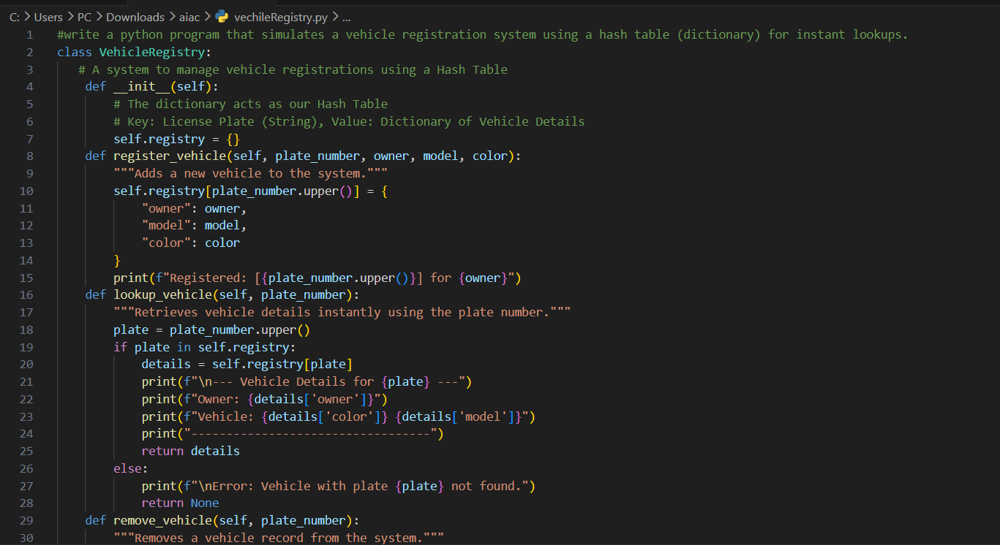 C: > Users > PC > Downloads > aiac > vechileRegistry.py > ...
1 #write a python program that simulates a vehicle registration system using a hash table (dictionary) for instant lookups.
2 class VehicleRegistry:
3 # A system to manage vehicle registrations using a Hash Table
4 def __init__(self):
5 # The dictionary acts as our Hash Table
6 # Key: License Plate (String), Value: Dictionary of Vehicle Details
7 self.registry = {}
8 def register_vehicle(self, plate_number, owner, model, color):
9 """Adds a new vehicle to the system."""
10 self.registry[plate_number.upper()] = {
11 "owner": owner,
12 "model": model,
13 "color": color
14 }
15 print(f"Registered: [{plate_number.upper()}] for {owner}")
16 def lookup_vehicle(self, plate_number):
17 """Retrieves vehicle details instantly using the plate number."""
18 plate = plate_number.upper()
19 if plate in self.registry:
20 details = self.registry[plate]
21 print(f"\n--- Vehicle Details for {plate} ---")
22 print(f"Owner: {details['owner']}")
23 print(f"Vehicle: {details['color']} {details['model']}")
24 print("----------------------------------")
25 return details
26 else:
27 print(f"\nError: Vehicle with plate {plate} not found.")
28 return None
29 def remove_vehicle(self, plate_number):
30 """Removes a vehicle record from the system."""